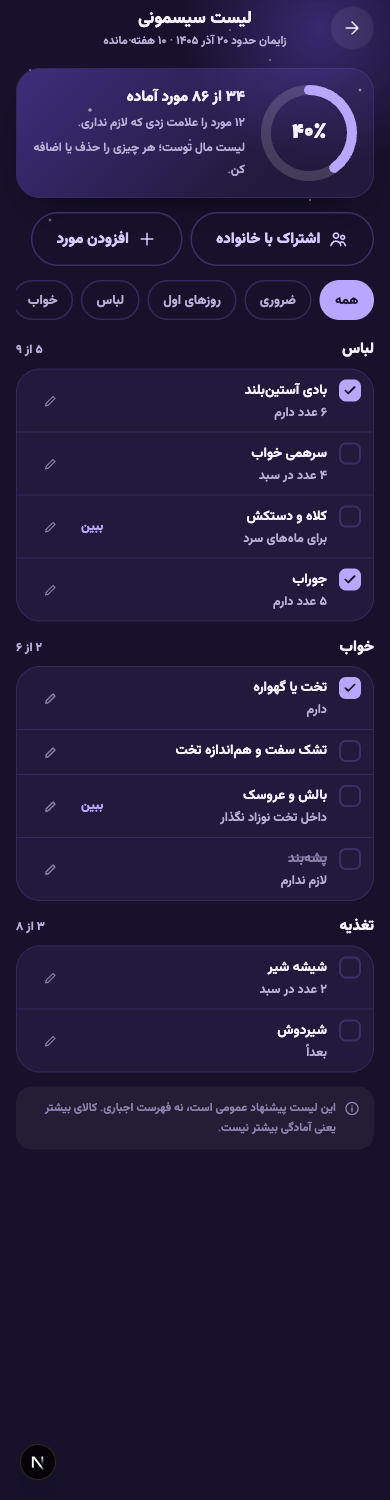 لیست سیسمونی
زایمان حدود ۲۰ آذر ۱۴۰۵ · ۱۰ هفته مانده
۴۰٪
۳۴ از ۸۶ مورد آماده
۱۲ مورد را علامت زدی که لازم نداری.
لیست مال توست؛ هر چیزی را حذف یا اضافه
کن.
اشتراک با خانواده
افزودن مورد
همه
ضروری
روزهای اول
لباس
خواب
لباس
۵ از ۹
بادی آستین‌بلند
۶ عدد دارم
سرهمی خواب
۴ عدد در سبد
کلاه و دستکش
برای ماه‌های سرد
ببین
جوراب
۵ عدد دارم
خواب
۲ از ۶
تخت یا گهواره
دارم
تشک سفت و هم‌اندازه تخت
بالش و عروسک
داخل تخت نوزاد نگذار
ببین
پشه‌بند
لازم ندارم
تغذیه
۳ از ۸
شیشه شیر
۲ عدد در سبد
شیردوش
بعداً
این لیست پیشنهاد عمومی است، نه فهرست اجباری. کالای بیشتر
یعنی آمادگی بیشتر نیست.
N